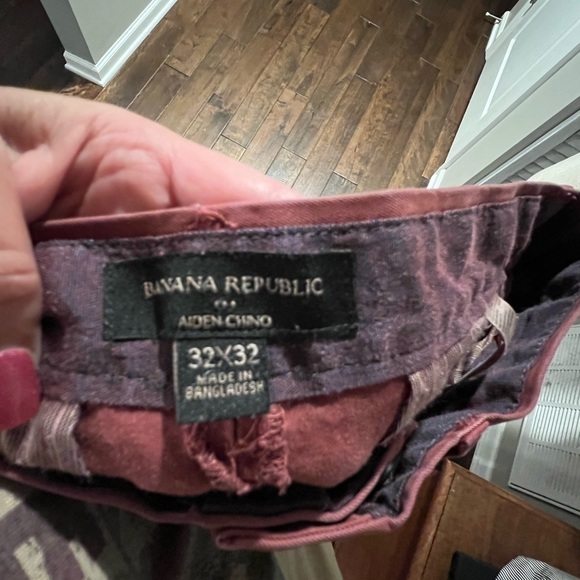 BANANA REPUBLIC
AIDEN CHINO
32X32
MADE IN
BANGLADESH